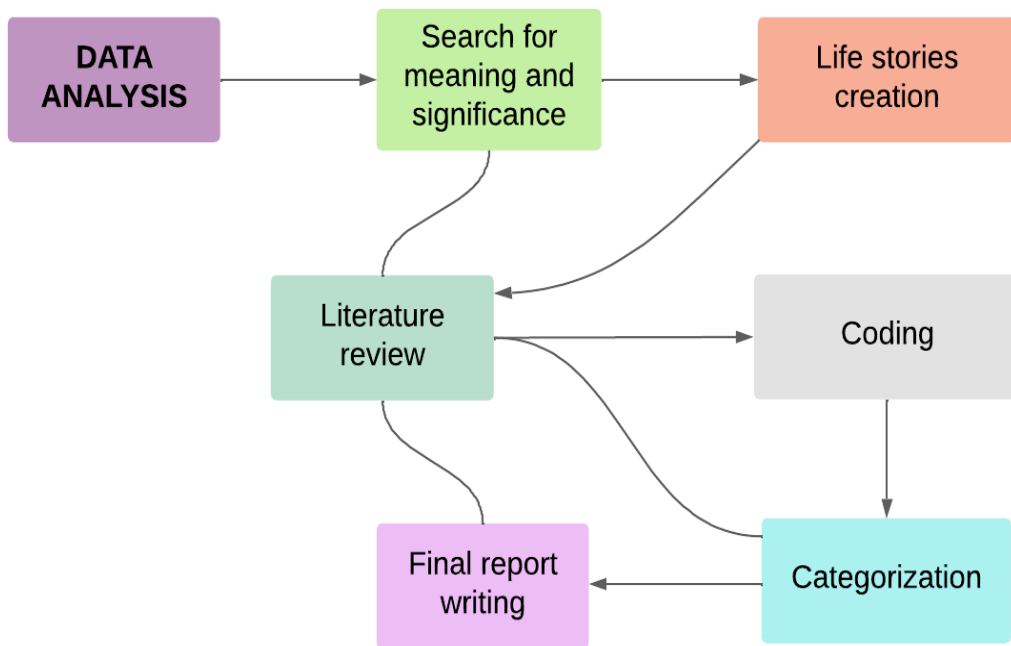 DATA
ANALYSIS
Search for
meaning and
significance
Life stories
creation
Literature
review
Coding
Final report
writing
Categorization